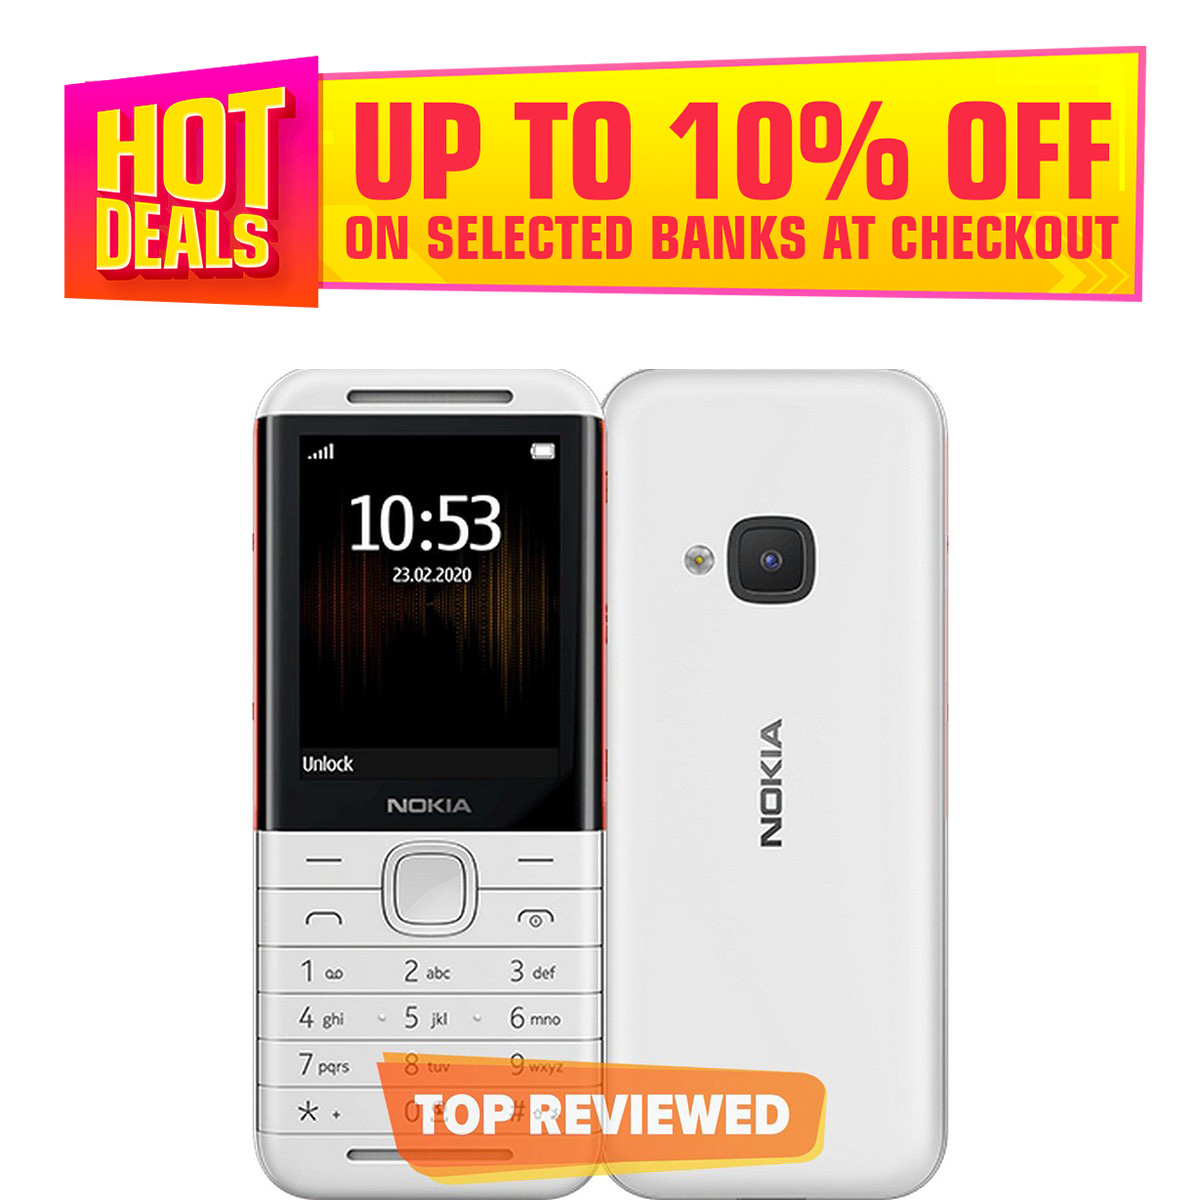 HOT
DEALS
UP TO 10% OFF
ON SELECTED BANKS AT CHECKOUT
10:53
23.02.2020
Unlock
NOKIA
NOKIA
1 2 abc 3 def
4 ghi 5 jkl 6 mno
7 pqrs 8 tuv 9 wxyz
* + 0 #
TOP REVIEWED